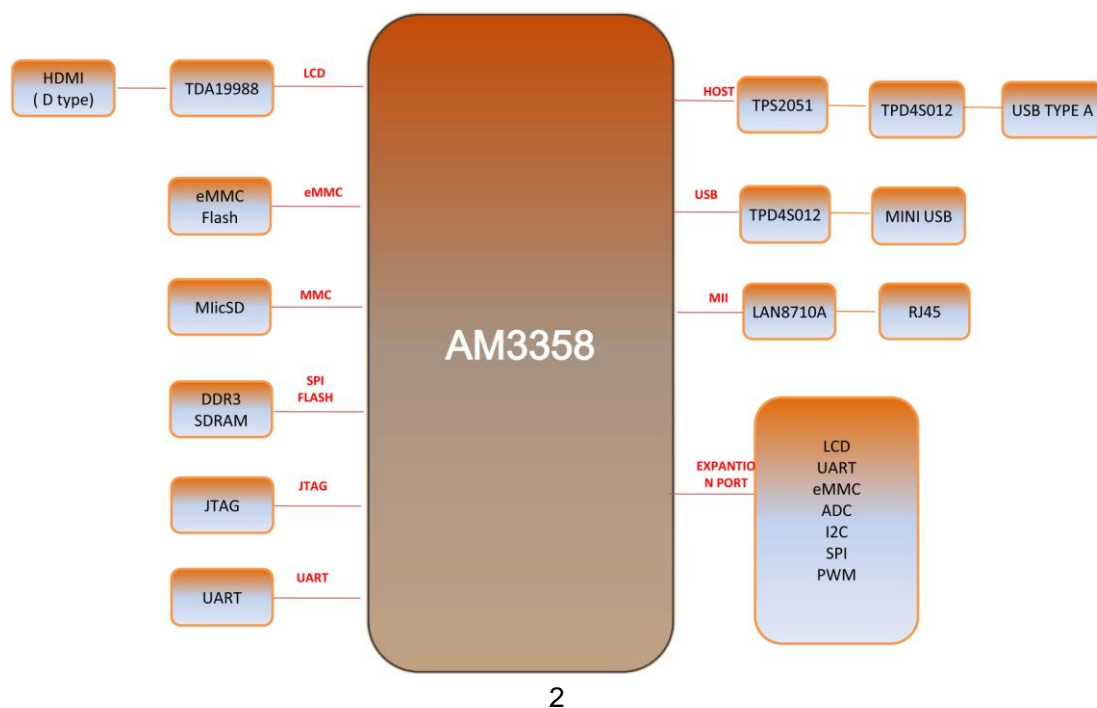 HDMI
( D type)
TDA19988
LCD
eMMC
Flash
eMMC
MIicSD
MMC
DDR3
SDRAM
SPI
FLASH
JTAG
JTAG
UART
UART
AM3358
HOST
TPS2051
TPD4S012
USB TYPE A
USB
TPD4S012
MINI USB
MII
LAN8710A
RJ45
EXPANTIO
N PORT
LCD
UART
eMMC
ADC
I2C
SPI
PWM
2